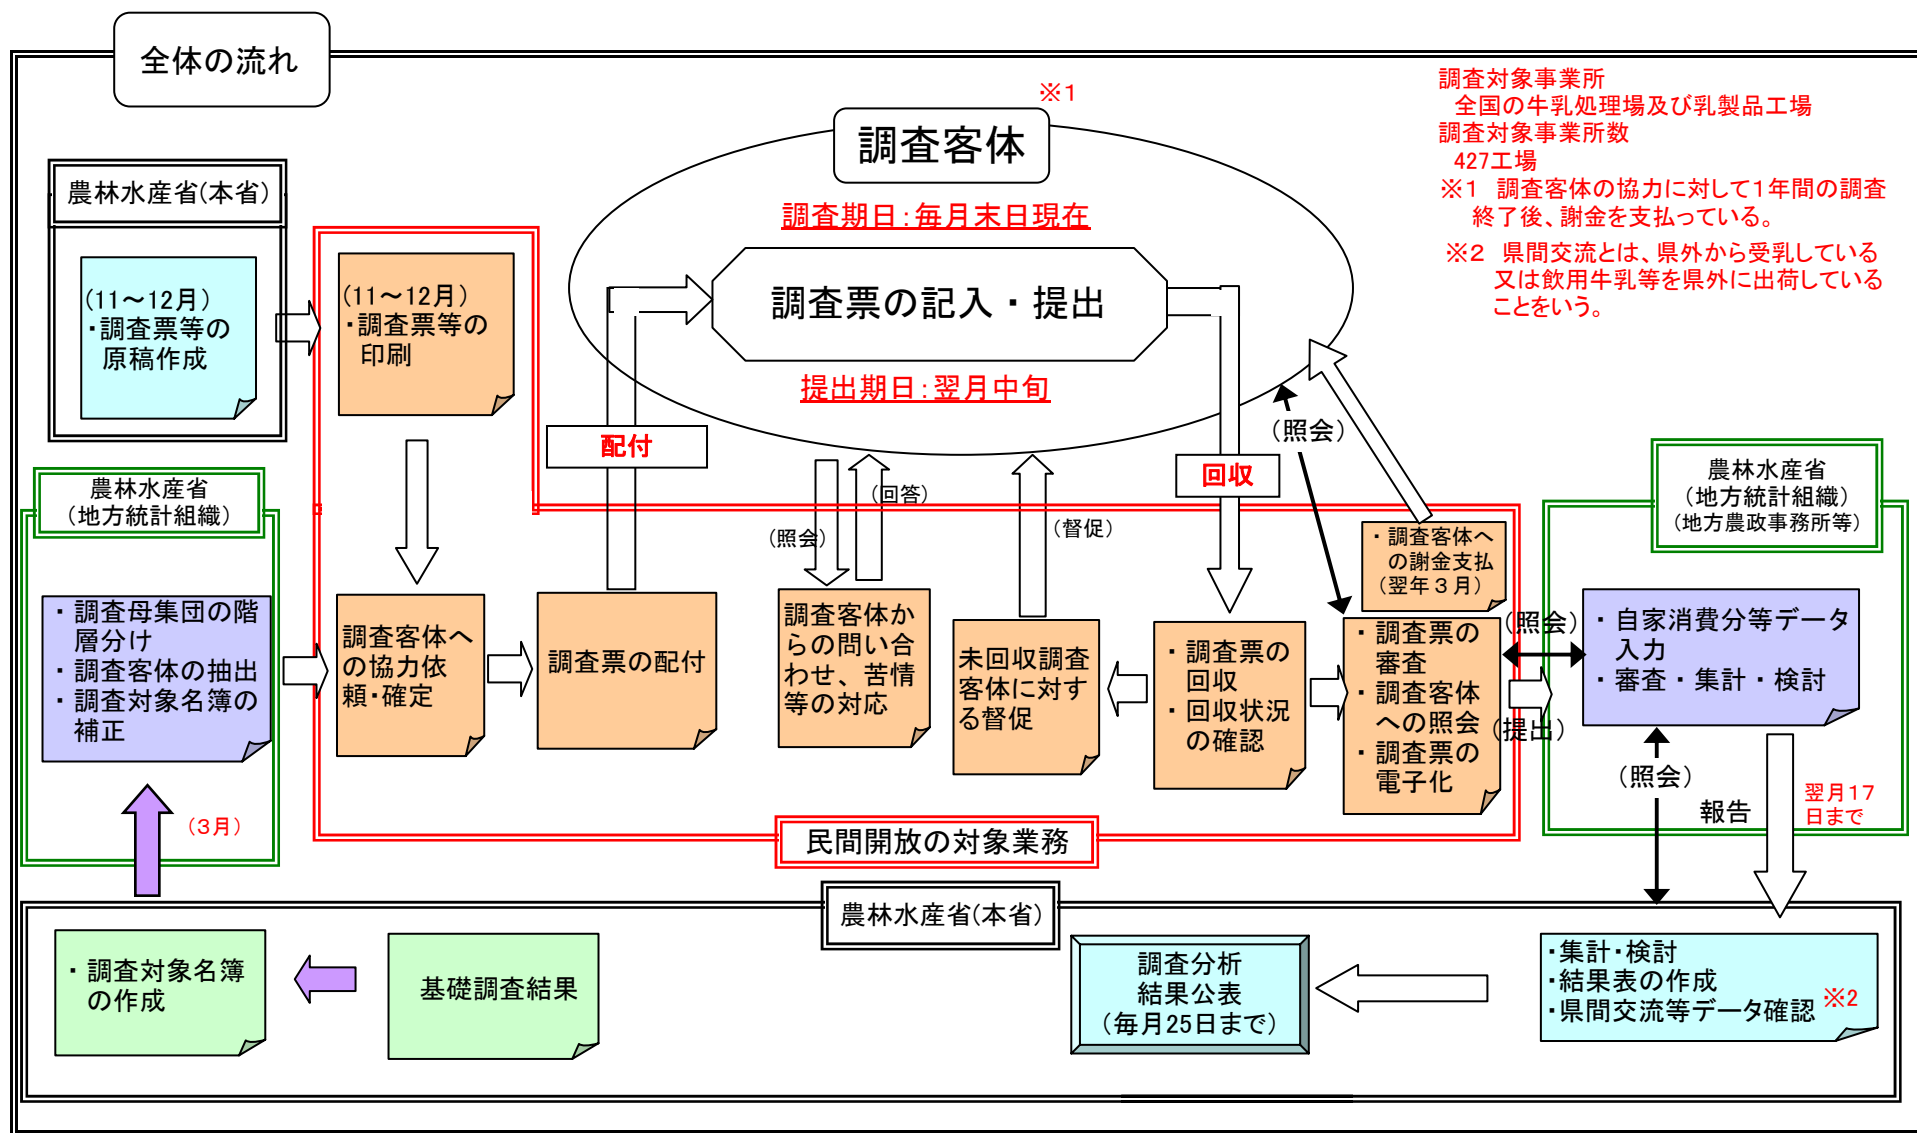 全体の流れ
※1
調査客体
調査対象事業所
全国の牛乳処理場及び乳製品工場
調査対象事業所数
427工場
※1 調査客体の協力に対して1年間の調査
終了後、謝金を支払っている。
※2 県間交流とは、県外から受乳している
又は飲用牛乳等を県外に出荷している
ことをいう。
農林水産省(本省)
(11～12月)
・調査票等の
原稿作成
(11～12月)
・調査票等の
印刷
調査期日：毎月末日現在
調査票の記入・提出
提出期日：翌月中旬
配付
回収
(照会)
(回答)
(照会)
(督促)
農林水産省
(地方統計組織)
・調査母集団の階
層分け
・調査客体の抽出
・調査対象名簿の
補正
(3月)
調査客体へ
の協力依
頼・確定
調査票の配付
調査客体か
らの問い合
わせ、苦情
等の対応
未回収調査
客体に対す
る督促
・調査票の
回収
・回収状況
の確認
・調査客体へ
の謝金支払
(翌年3月)
・調査票の
審査
・調査客体
への照会
・調査票の
電子化
(照会)
(提出)
農林水産省
(地方統計組織)
(地方農政事務所等)
・自家消費分等データ
入力
・審査・集計・検討
(照会)
報告
翌月17
日まで
民間開放の対象業務
農林水産省(本省)
・調査対象名簿
の作成
基礎調査結果
調査分析
結果公表
(毎月25日まで)
・集計・検討
・結果表の作成
・県間交流等データ確認 ※2